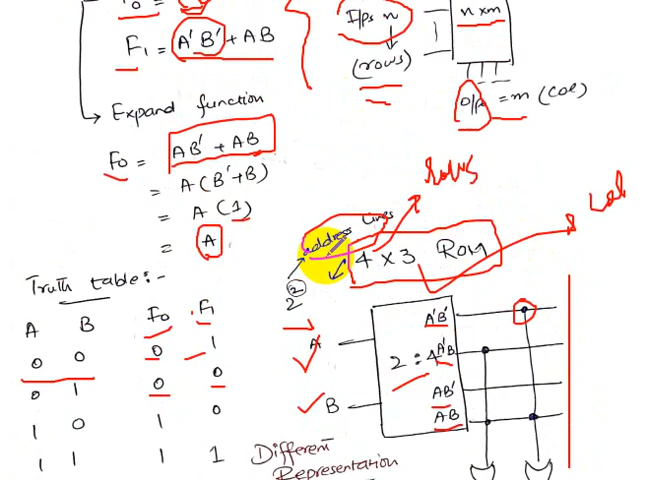 F₁ = A'B' + AB
→ Expand function
F₀ = AB' + AB
= A(B'+B)
= A(1)
= A
Truth table:-
A B F₀ F₁
0 0 0 1
0 1 0 0
1 0 1 0
1 1 1 1
I/ps n
(rows)
n x m
O/p = m (Col)
Rows
Col
address lines
2²
4 x 3 Rom
A
B
2:4
A'B'
A'B
AB'
AB
Different
Representation